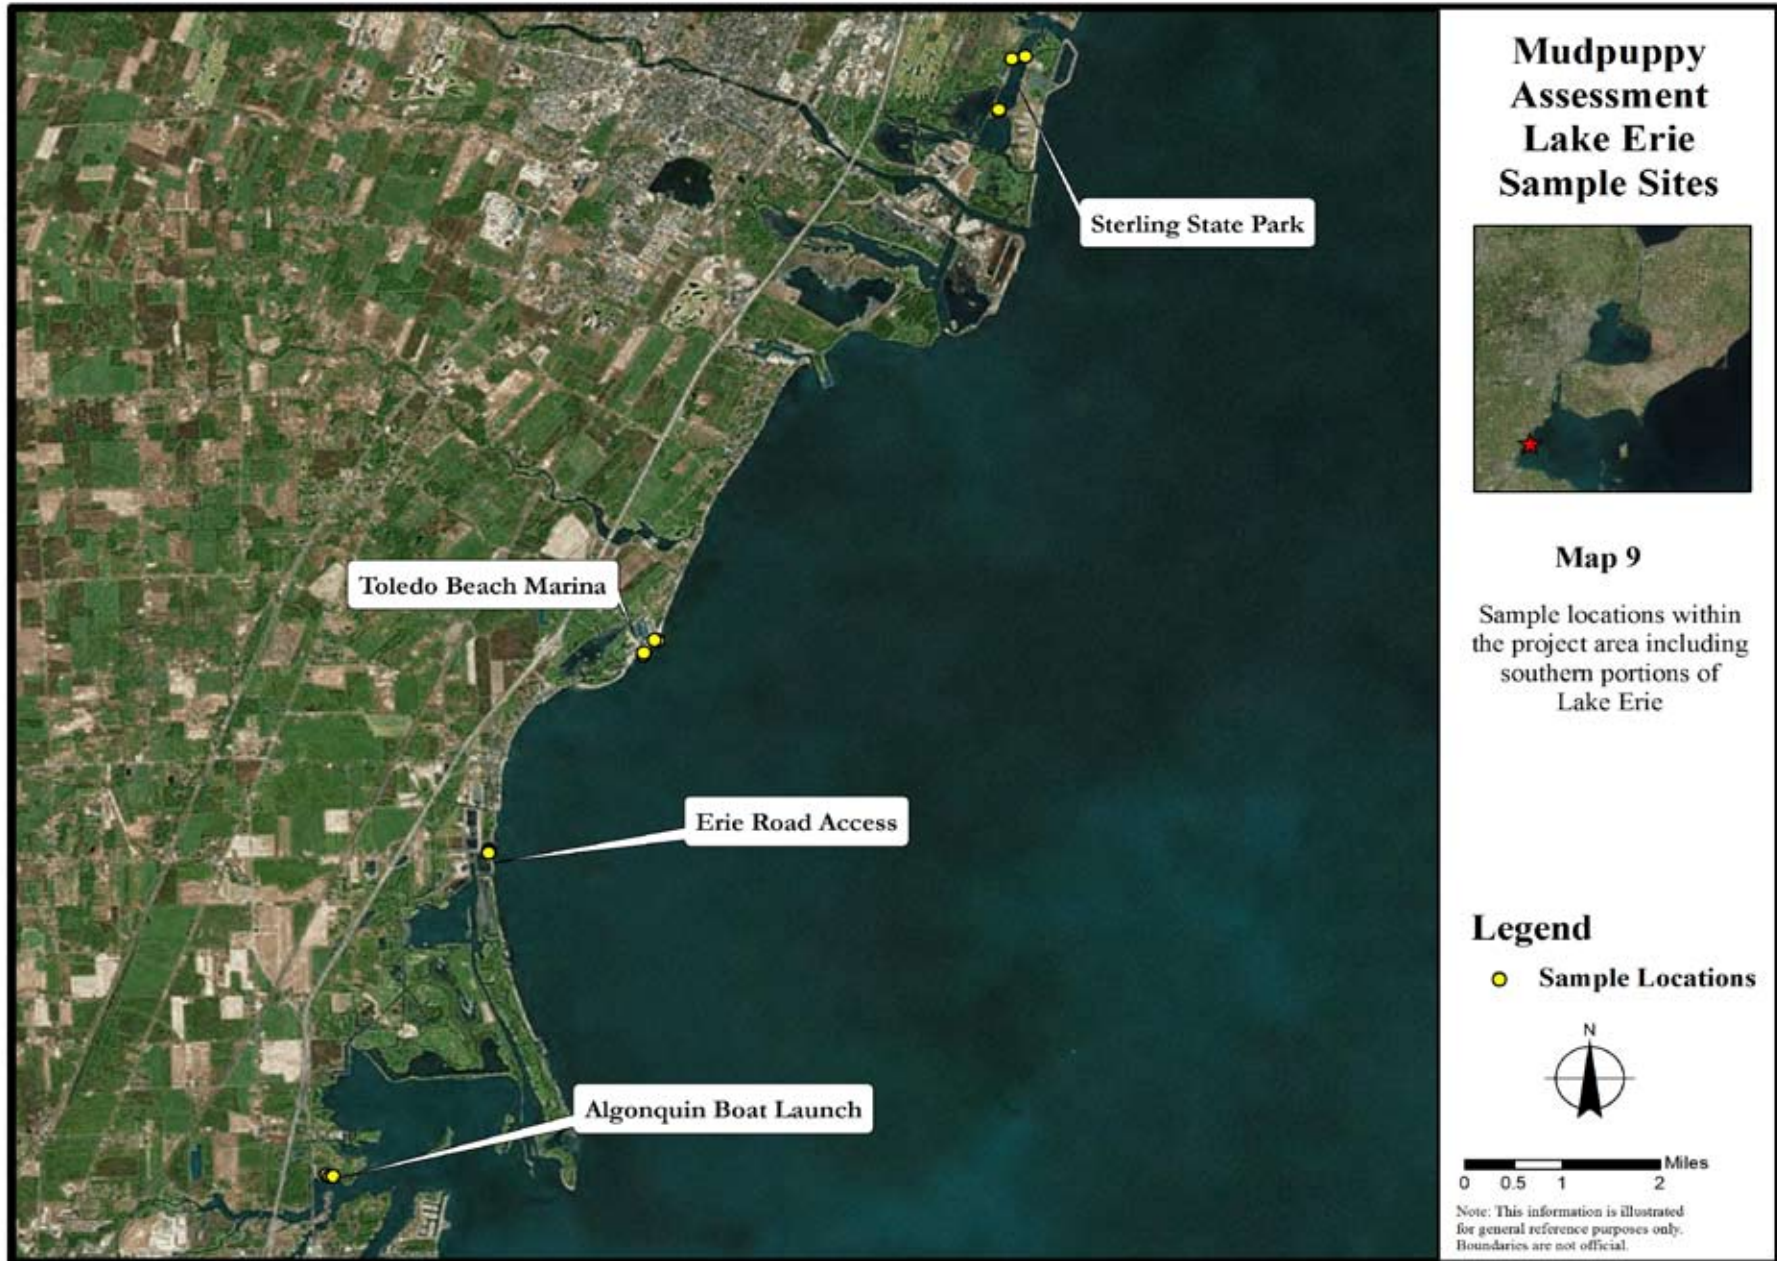 Mudpuppy
Assessment
Lake Erie
Sample Sites
Sterling State Park
Toledo Beach Marina
Erie Road Access
Algonquin Boat Launch
Map 9
Sample locations within
the project area including
southern portions of
Lake Erie
Legend
Sample Locations
N
Miles
0 0.5 1 2
Note: This information is illustrated
for general reference purposes only.
Boundaries are not official.